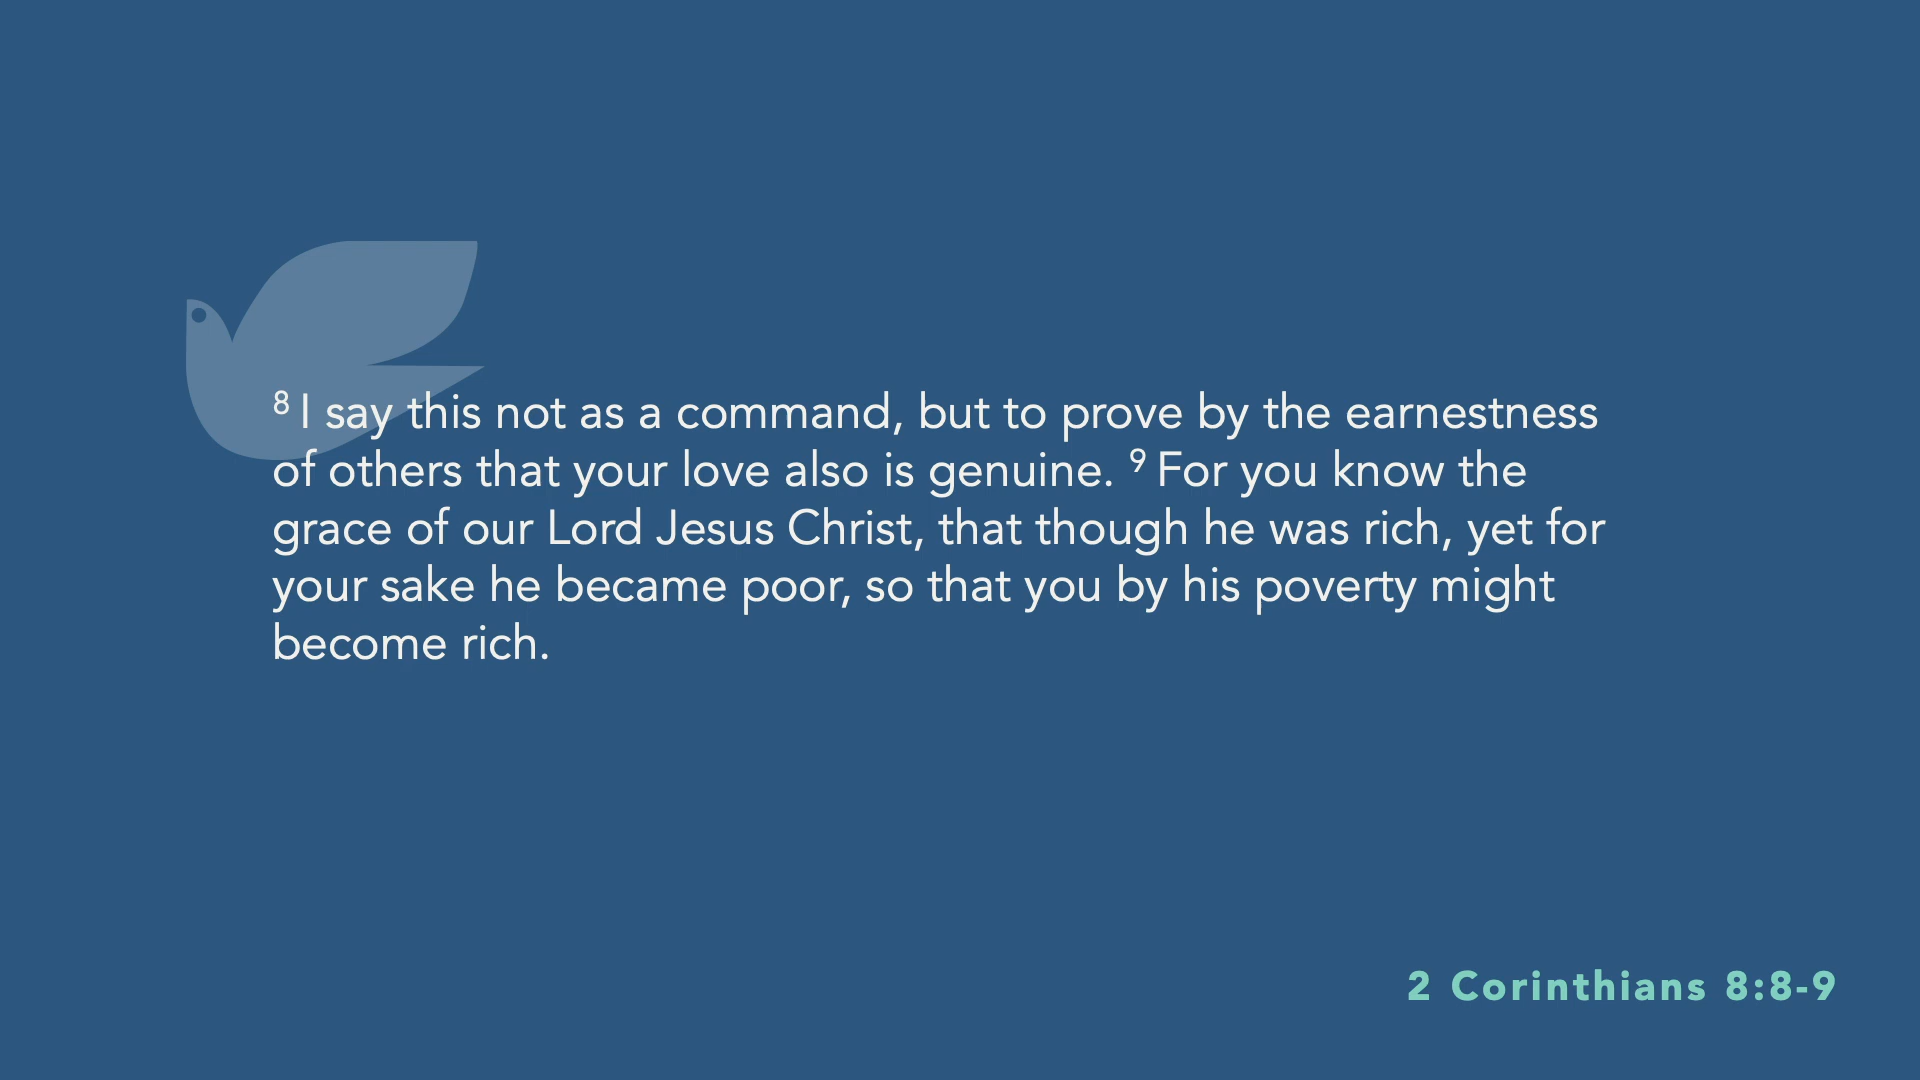 ⁸ I say this not as a command, but to prove by the earnestness
of others that your love also is genuine. ⁹ For you know the
grace of our Lord Jesus Christ, that though he was rich, yet for
your sake he became poor, so that you by his poverty might
become rich.
2 Corinthians 8:8-9